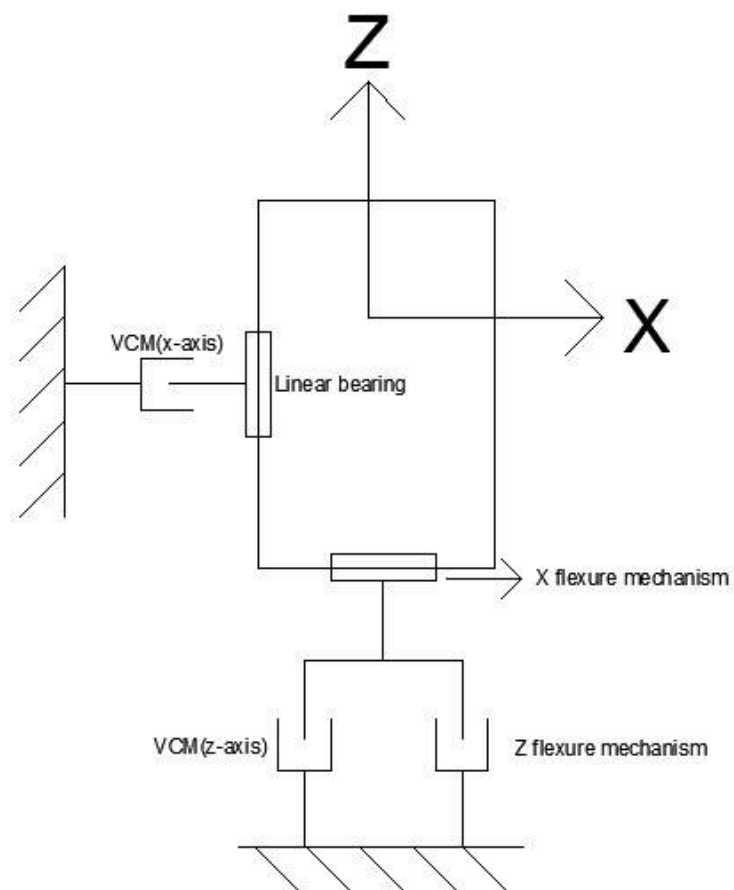 Z
X
VCM(x-axis)
Linear bearing
X flexure mechanism
VCM(z-axis)
Z flexure mechanism